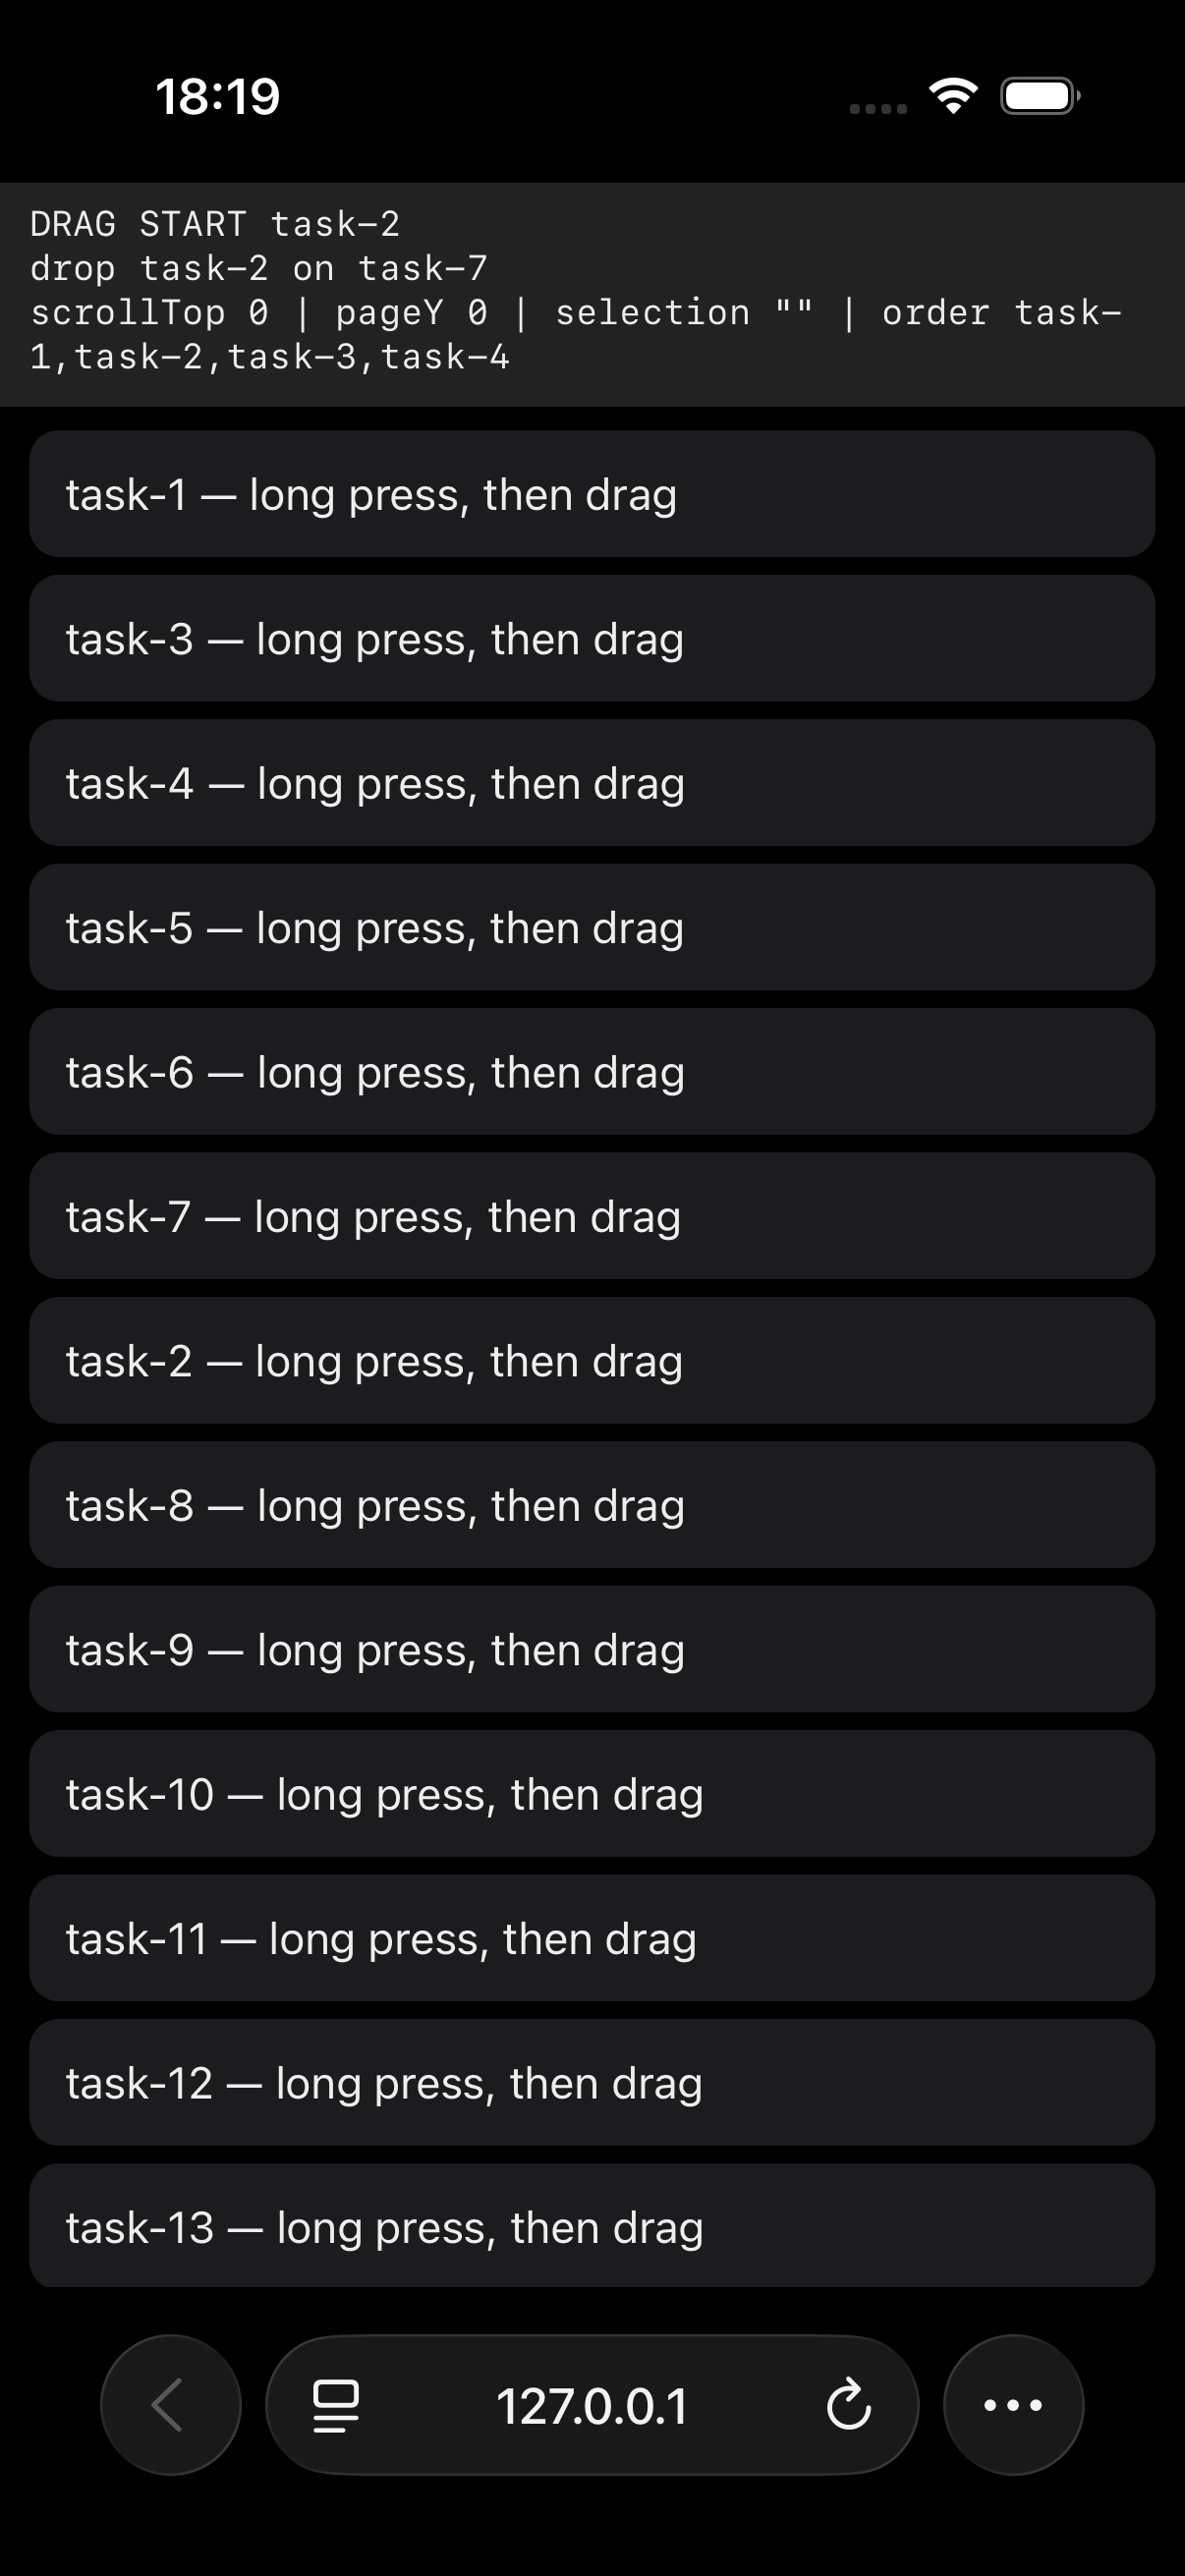 18:19
DRAG START task-2
drop task-2 on task-7
scrollTop 0 | pageY 0 | selection "" | order task-
1,task-2,task-3,task-4
task-1 — long press, then drag
task-3 — long press, then drag
task-4 — long press, then drag
task-5 — long press, then drag
task-6 — long press, then drag
task-7 — long press, then drag
task-2 — long press, then drag
task-8 — long press, then drag
task-9 — long press, then drag
task-10 — long press, then drag
task-11 — long press, then drag
task-12 — long press, then drag
task-13 — long press, then drag
127.0.0.1